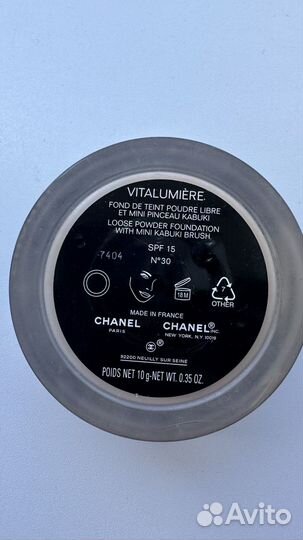 VITALUMIÈRE
FOND DE TEINT POUDRE LIBRE
ET MINI PINCEAU KABUKI
LOOSE POWDER FOUNDATION
WITH MINI KABUKI BRUSH
SPF 15
7404
N°30
18M
OTHER
MADE IN FRANCE
CHANEL CHANEL® INC.
PARIS NEW YORK, N.Y. 10019
®
92200 NEUILLY SUR SEINE
POIDS NET 10 g-NET WT. 0.35 OZ.
Avito